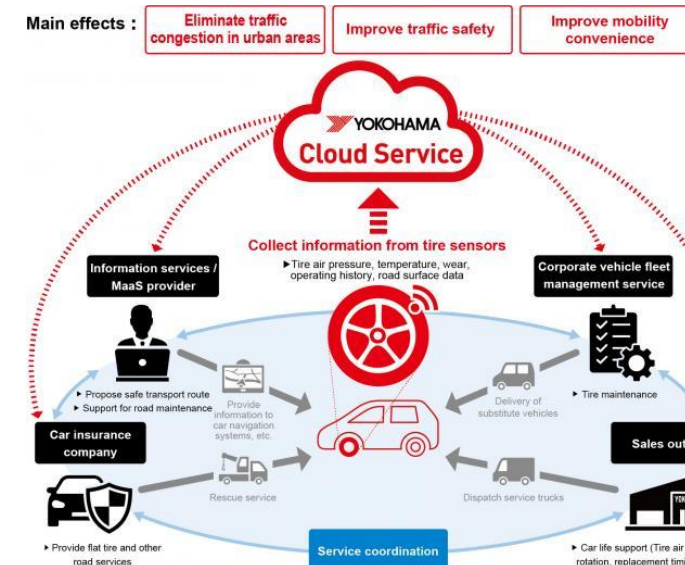 Main effects :
Eliminate traffic
congestion in urban areas
Improve traffic safety
Improve mobility
convenience
YOKOHAMA
Cloud Service
Collect information from tire sensors
▶Tire air pressure, temperature, wear,
operating history, road surface data
Information services /
MaaS provider
Corporate vehicle fleet
management service
▶ Propose safe transport route
▶ Support for road maintenance
Provide
information to
car navigation
systems, etc.
Delivery of
substitute vehicles
▶ Tire maintenance
Car insurance
company
Sales out
Rescue service
Dispatch service trucks
YOK
▶ Provide flat tire and other
road services
Service coordination
▶ Car life support (Tire air
rotation, replacement timi